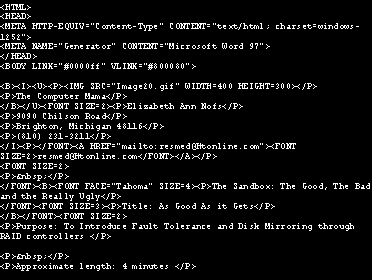 <HTML>
<HEAD>
<META HTTP-EQUIV="Content-Type" CONTENT="text/html; charset=windows-
1252">
<META NAME="Generator" CONTENT="Microsoft Word 97">
</HEAD>
<BODY LINK="#0000ff" VLINK="#800080">

<B><I><U><P><IMG SRC="Image20.gif" WIDTH=400 HEIGHT=300></P>
<P>The Computer Mama</P>
</B></U><FONT SIZE=2><P>Elizabeth Ann Nofs</P>
<P>9090 Chilson Road</P>
<P>Brighton, Michigan 48116</P>
<P>(810) 231-3211</P>
</I><P></FONT><A HREF="mailto:resmed@htonline.com"><FONT
SIZE=2>resmed@htonline.com</FONT></A></P>
<FONT SIZE=2>
<P>&nbsp;</P>
</FONT><B><FONT FACE="Tahoma" SIZE=4><P>The Sandbox: The Good, The Bad
and the Really Ugly</P>
</FONT><FONT SIZE=3><P>Title: As Good As it Gets</P>
</B></FONT><FONT SIZE=2>
<P>Purpose: To Introduce Fault Tolerance and Disk Mirroring through
RAID controllers </P>

<P>&nbsp;</P>
<P>Approximate length: 4 minutes </P>